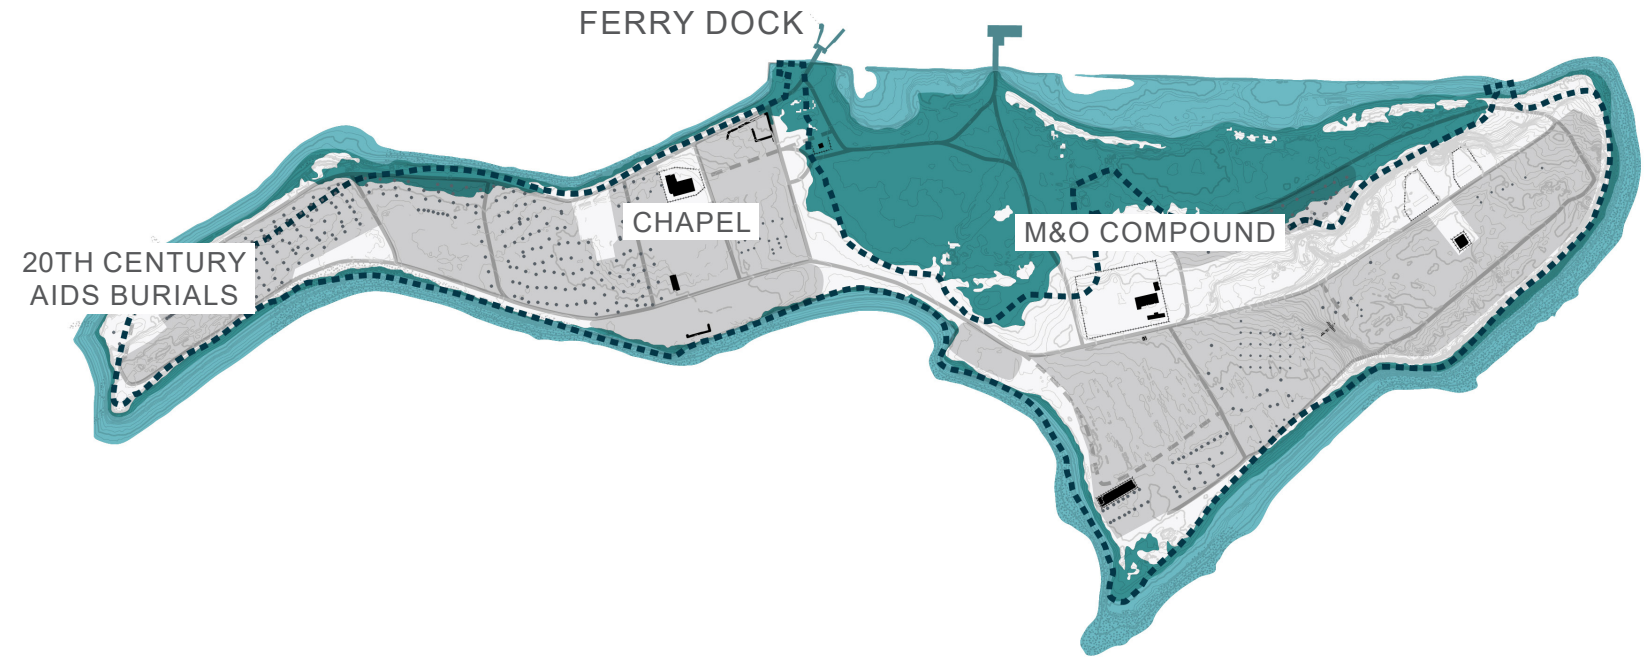 FERRY DOCK
CHAPEL
M&O COMPOUND
20TH CENTURY
AIDS BURIALS